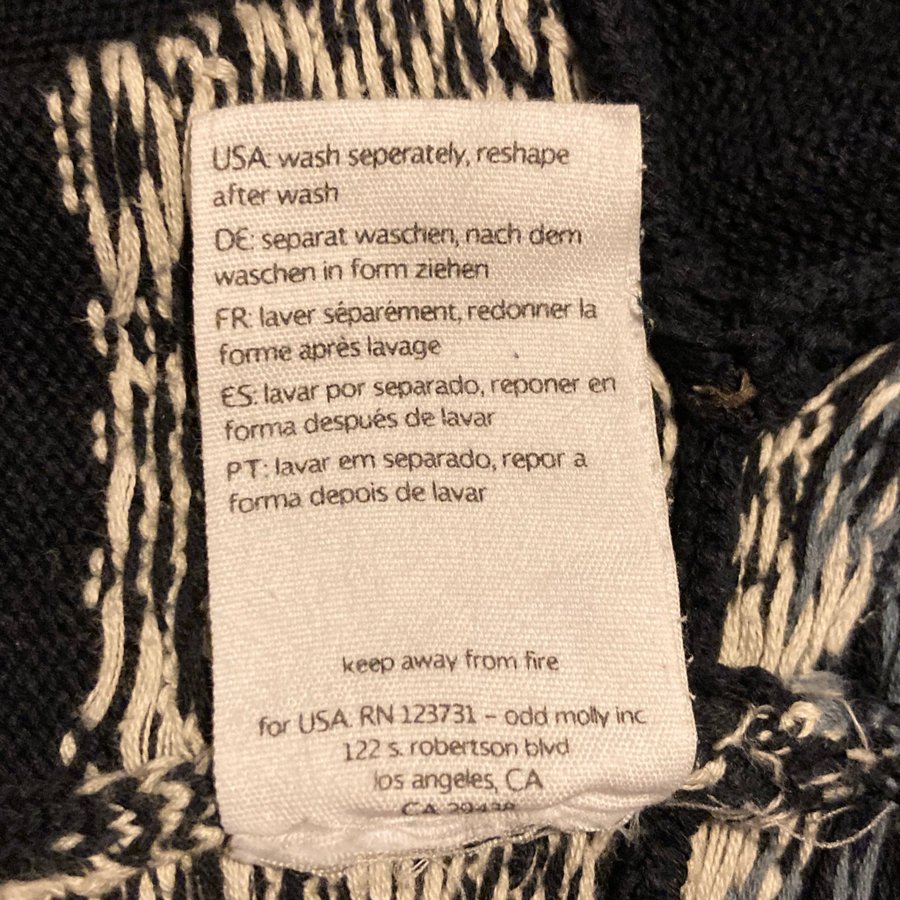 USA: wash seperately, reshape
after wash
DE: separat waschen, nach dem
waschen in form ziehen
FR: laver séparément, redonner la
forme après lavage
ES: lavar por separado, reponer en
forma después de lavar
PT: lavar em separado, repor a
forma depois de lavar
keep away from fire
for USA RN 123731 – odd molly inc
122 s. robertson blvd
los angeles, CA
CA 29438